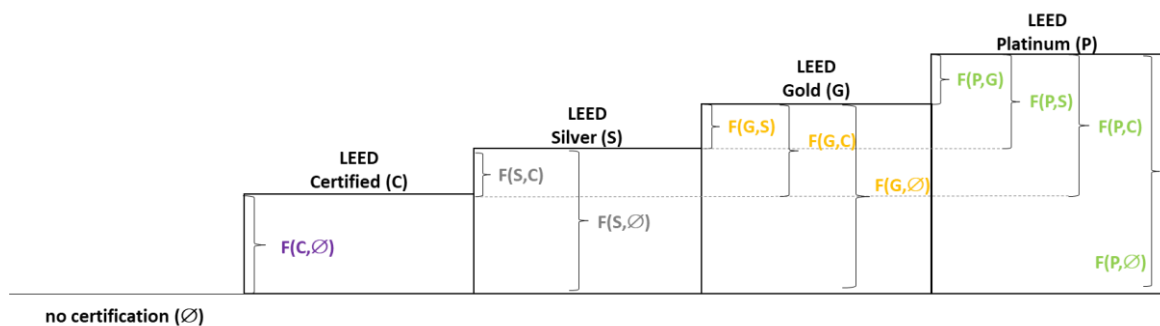 LEED
Platinum (P)
LEED
Gold (G)
F(P,G)
F(P,S)
LEED
Silver (S)
F(G,S)
F(P,C)
F(G,C)
LEED
Certified (C)
F(S,C)
F(G,∅)
F(S,∅)
F(C,∅)
F(P,∅)
no certification (∅)